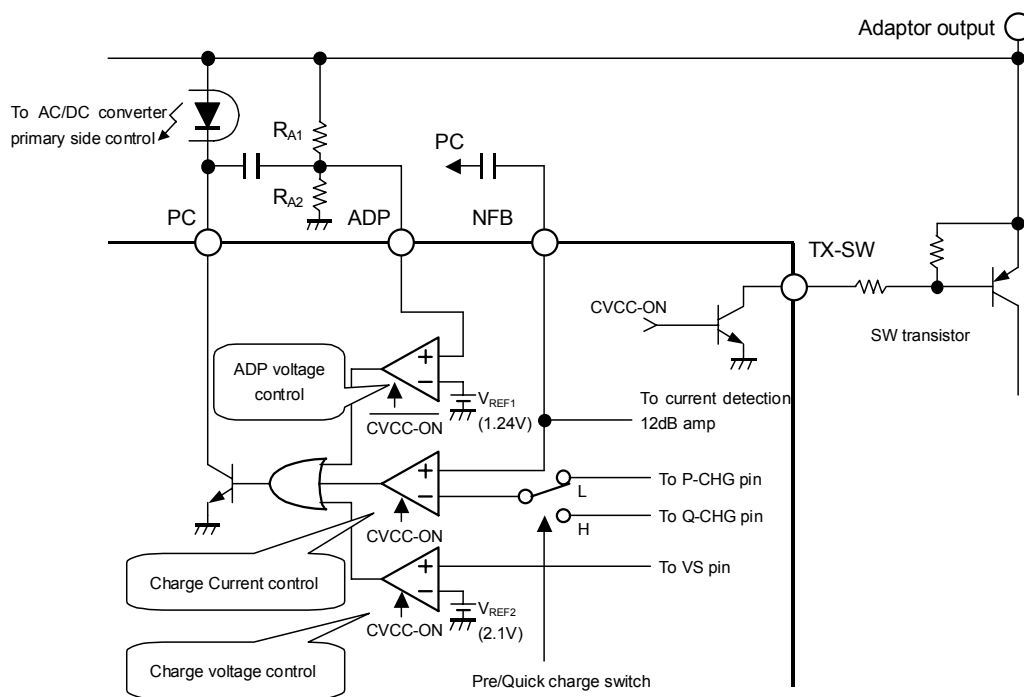 Adaptor output
To AC/DC converter
primary side control
RA1
RA2
PC
PC
ADP
NFB
TX-SW
CVCC-ON
SW transistor
ADP voltage
control
+
−
VREF1
(1.24V)
CVCC-ON
To current detection
12dB amp
+
−
CVCC-ON
L
H
To P-CHG pin
To Q-CHG pin
Charge Current control
+
−
To VS pin
VREF2
(2.1V)
CVCC-ON
Charge voltage control
Pre/Quick charge switch